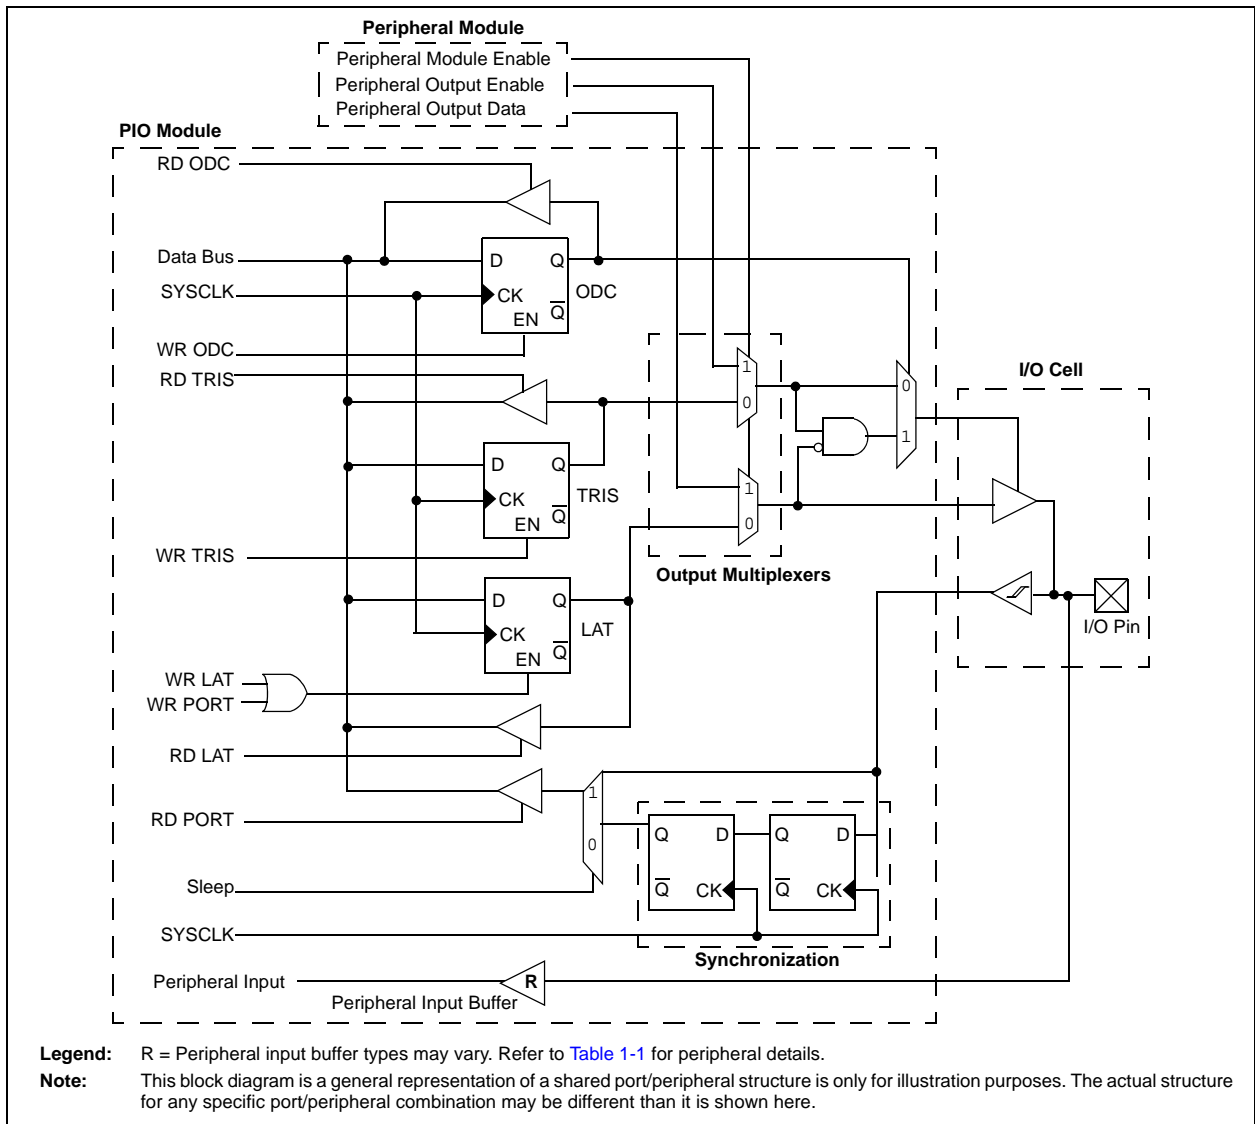 Peripheral Module
Peripheral Module Enable
Peripheral Output Enable
Peripheral Output Data
PIO Module
RD ODC
Data Bus
D
Q
SYSCLK
CK
ODC
EN
Q
WR ODC
RD TRIS
1
0
0
1
I/O Cell
D
Q
CK
TRIS
EN
Q
WR TRIS
1
0
Output Multiplexers
D
Q
CK
LAT
EN
Q
I/O Pin
WR LAT
WR PORT
RD LAT
RD PORT
1
0
Q
D
Q
D
Sleep
Q
CK
Q
CK
SYSCLK
Synchronization
Peripheral Input
R
Peripheral Input Buffer
Legend: R = Peripheral input buffer types may vary. Refer to Table 1-1 for peripheral details.
Note: This block diagram is a general representation of a shared port/peripheral structure is only for illustration purposes. The actual structure
for any specific port/peripheral combination may be different than it is shown here.